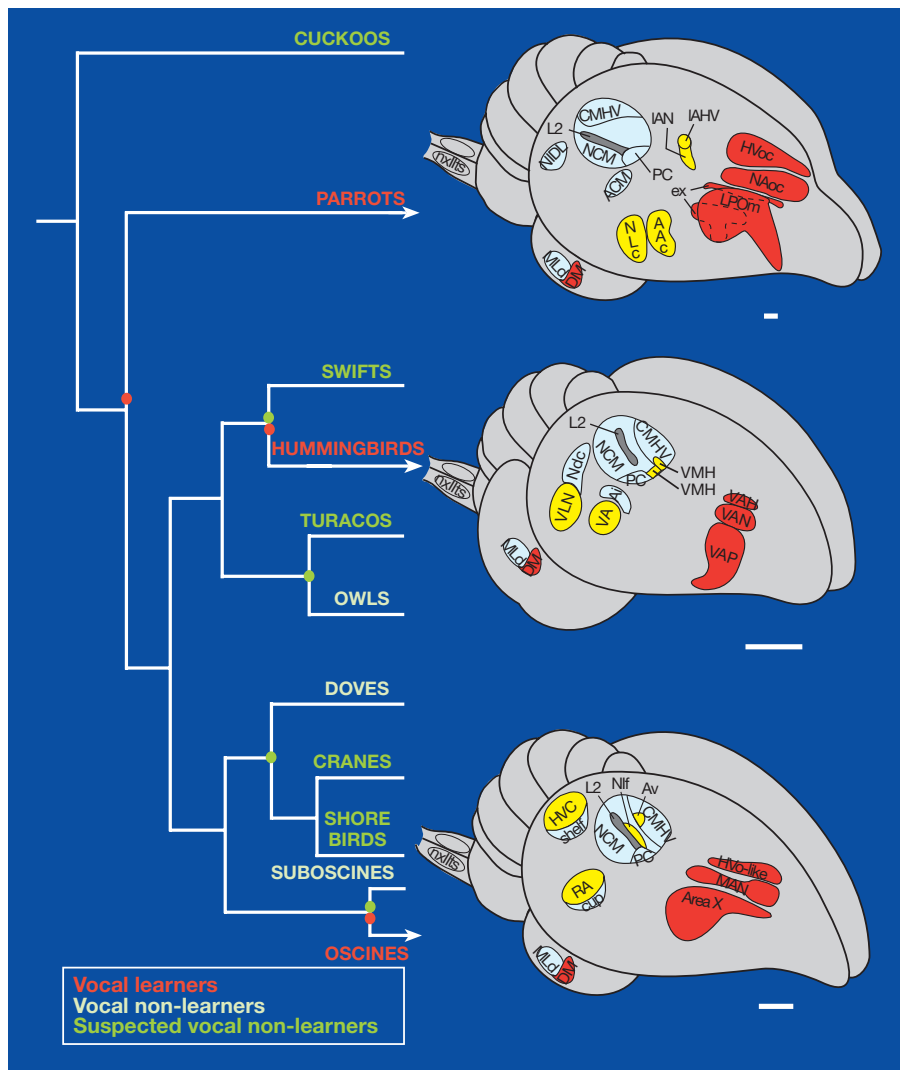 CUCKOOS
PARROTS
SWIFTS
HUMMINGBIRDS
TURACOS
OWLS
DOVES
CRANES
SHORE
BIRDS
SUBOSCINES
OSCINES
Vocal learners
Vocal non-learners
Suspected vocal non-learners
nXIIts
CMHV
L2
NIDL
NCM
PC
ACM
IAN
IAHV
HVoc
NAoc
ex
LPOm
NLc
AAc
MLd
DM
nXIIts
L2
CMHV
NCM
Ndc
PC
VMH
VMH
VLN
VA
Ai
VAH
VAN
VAP
MLd
DM
nXIIts
L2
NIf
Av
HVC
shelf
CMHV
NCM
PC
RA
cup
HVo-like
MAN
Area X
MLd
DM